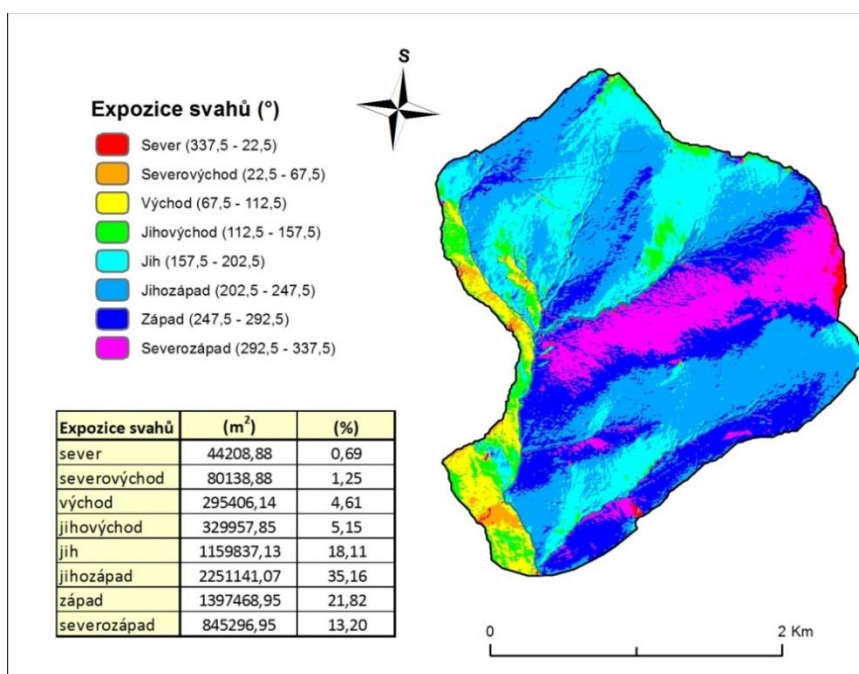 S
Expozice svahů (°)
Sever (337,5 - 22,5)
Severovýchod (22,5 - 67,5)
Východ (67,5 - 112,5)
Jihovýchod (112,5 - 157,5)
Jih (157,5 - 202,5)
Jihozápad (202,5 - 247,5)
Západ (247,5 - 292,5)
Severozápad (292,5 - 337,5)
Expozice svahů (m²) (%)
sever 44208,88 0,69
severovýchod 80138,88 1,25
východ 295406,14 4,61
jihovýchod 329957,85 5,15
jih 1159837,13 18,11
jihozápad 2251141,07 35,16
západ 1397468,95 21,82
severozápad 845296,95 13,20
0 2 Km